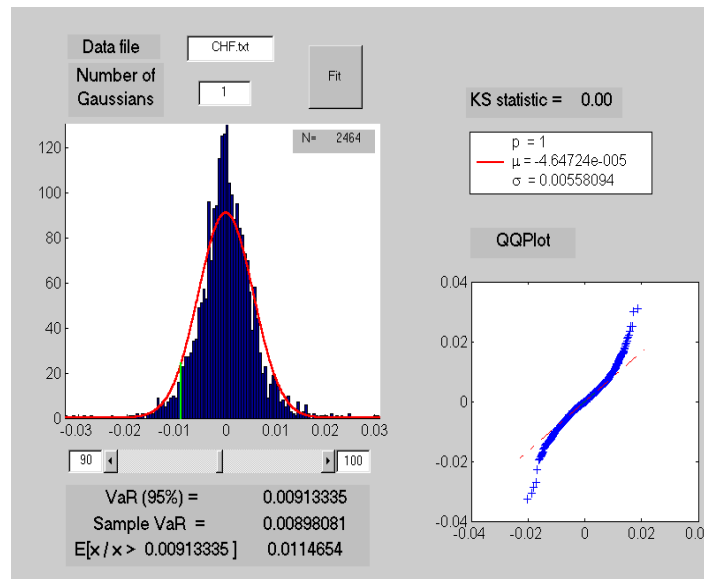 Data file
CHF.txt
Number of
Gaussians
1
Fit
KS statistic = 0.00
N= 2464
p = 1
μ = -4.64724e-005
σ = 0.00558094
120
100
80
60
40
20
0
-0.03 -0.02 -0.01 0 0.01 0.02 0.03
90
100
VaR (95%) = 0.00913335
Sample VaR = 0.00898081
E[x / x > 0.00913335 ] 0.0114654
QQPlot
0.04
0.02
0
-0.02
-0.04
-0.04 -0.02 0 0.02 0.0